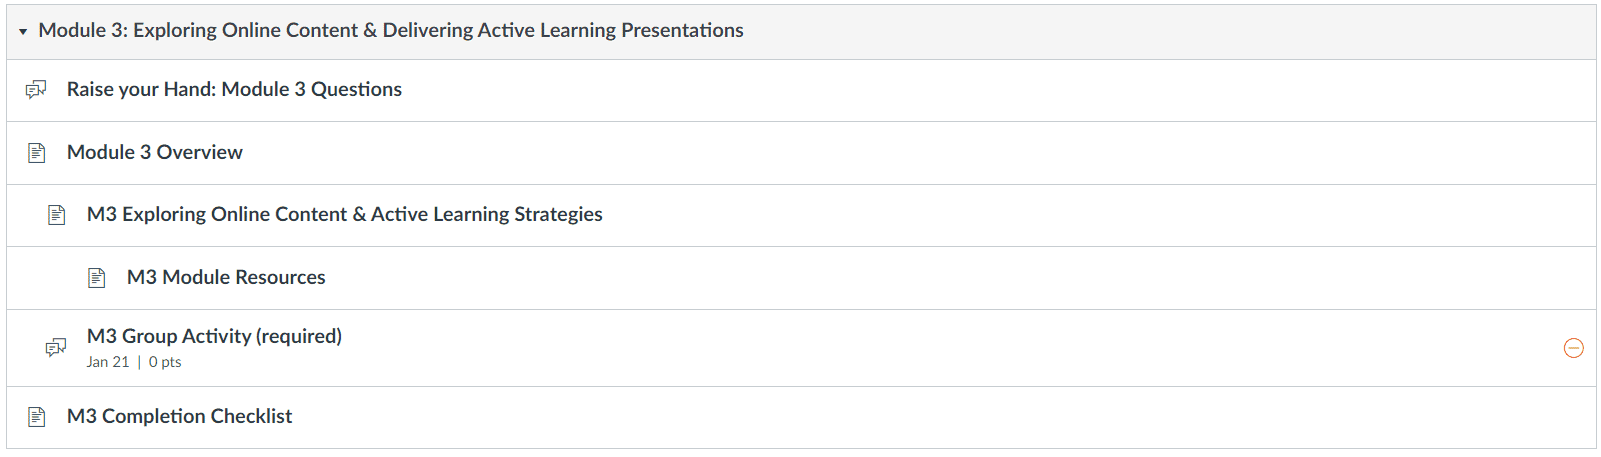 Module 3: Exploring Online Content & Delivering Active Learning Presentations
Raise your Hand: Module 3 Questions
Module 3 Overview
M3 Exploring Online Content & Active Learning Strategies
M3 Module Resources
M3 Group Activity (required)
Jan 21 | 0 pts
M3 Completion Checklist